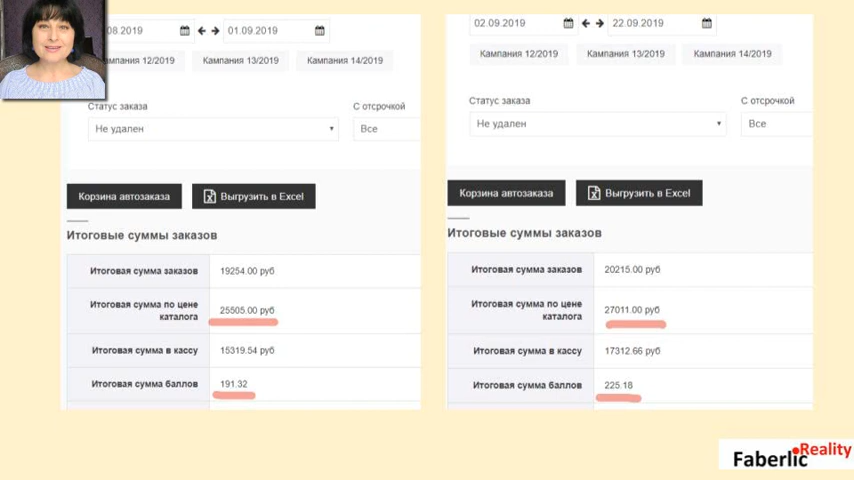 08.2019
01.09.2019
Кампания 12/2019
Кампания 13/2019
Кампания 14/2019
Статус заказа
С отсрочкой
Не удален
Все
Корзина автозаказа
Выгрузить в Excel
Итоговые суммы заказов
Итоговая сумма заказов 19254.00 руб
Итоговая сумма по цене
каталога
25505.00 руб
Итоговая сумма в кассу 15319.54 руб
Итоговая сумма баллов 191.32
02.09.2019
22.09.2019
Кампания 12/2019
Кампания 13/2019
Кампания 14/2019
Статус заказа
С отсрочкой
Не удален
Все
Корзина автозаказа
Выгрузить в Excel
Итоговые суммы заказов
Итоговая сумма заказов 20215.00 руб
Итоговая сумма по цене
каталога
27011.00 руб
Итоговая сумма в кассу 17312.66 руб
Итоговая сумма баллов 225.18
Faberlic Reality